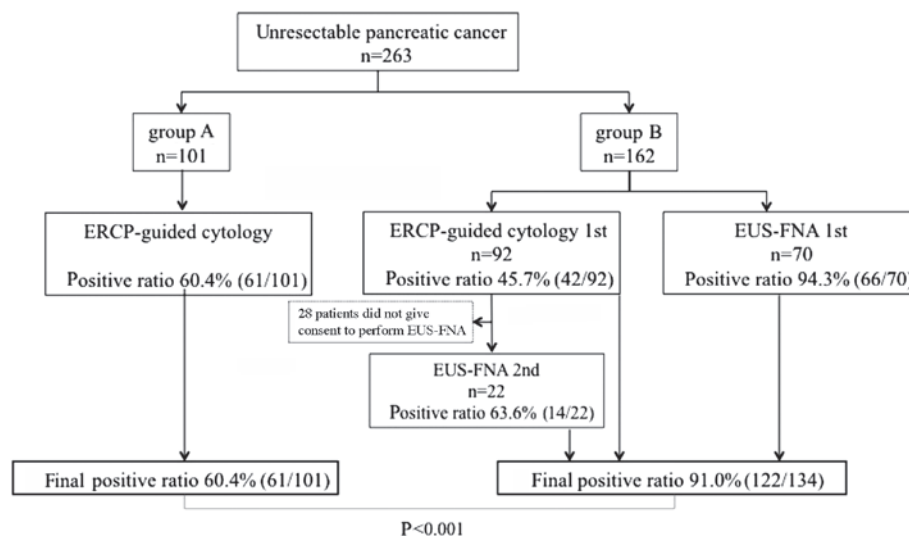 Unresectable pancreatic cancer
n=263
group A
n=101
group B
n=162
ERCP-guided cytology
Positive ratio 60.4% (61/101)
ERCP-guided cytology 1st
n=92
Positive ratio 45.7% (42/92)
EUS-FNA 1st
n=70
Positive ratio 94.3% (66/70)
28 patients did not give
consent to perform EUS-FNA
EUS-FNA 2nd
n=22
Positive ratio 63.6% (14/22)
Final positive ratio 60.4% (61/101)
Final positive ratio 91.0% (122/134)
P<0.001